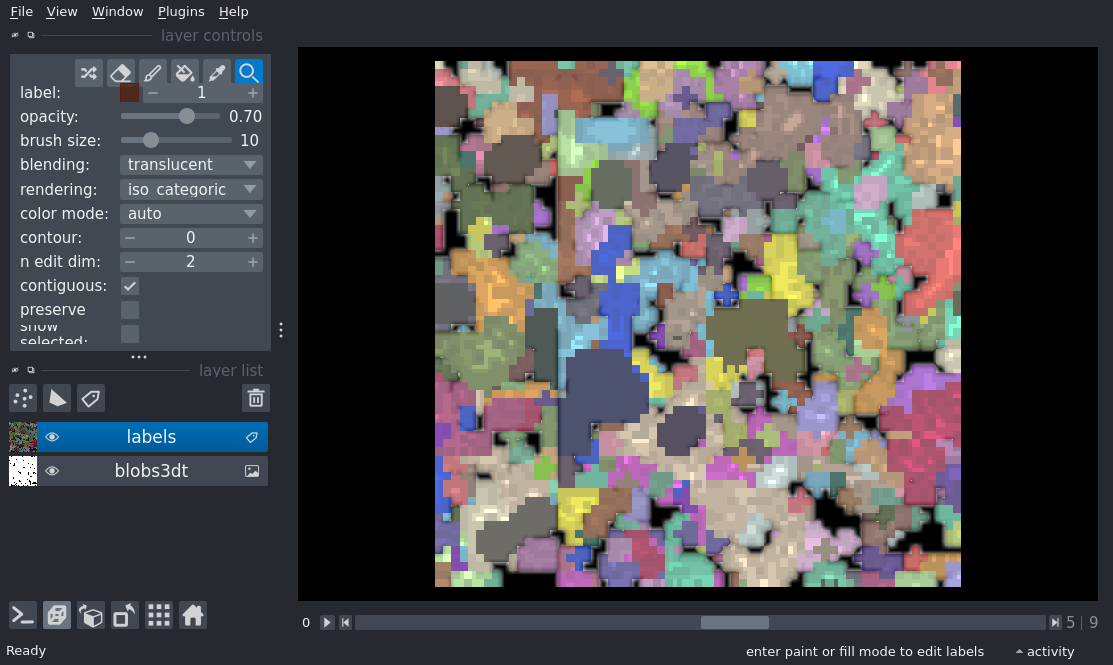 File View Window Plugins Help
layer controls
label: 1
opacity: 0.70
brush size: 10
blending: translucent
rendering: iso_categoric
color mode: auto
contour: 0
n edit dim: 2
contiguous:
preserve
show
selected:
layer list
labels
blobs3dt
0 5 | 9
Ready enter paint or fill mode to edit labels activity